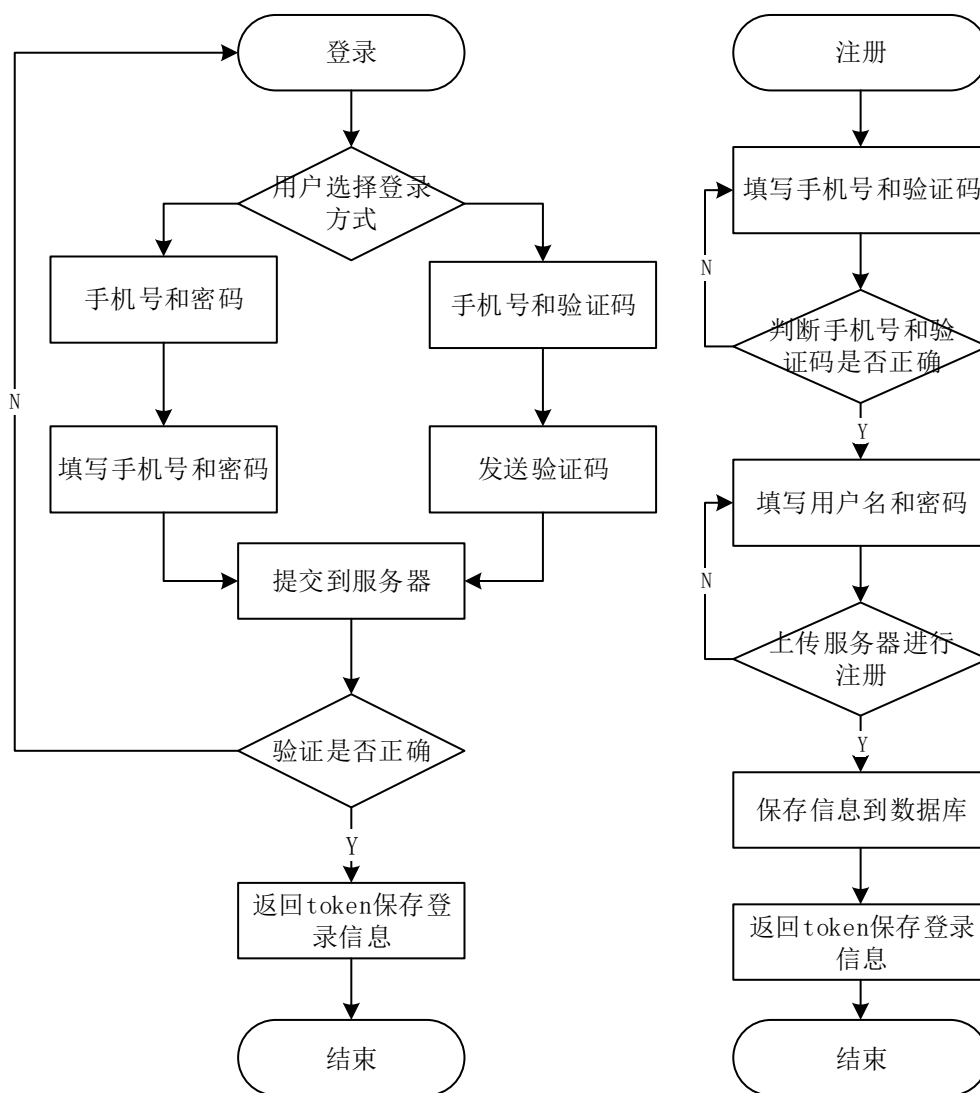 登录
用户选择登录
方式
手机号和密码
手机号和验证码
N
填写手机号和密码
发送验证码
提交到服务器
验证是否正确
Y
返回token保存登
录信息
结束
注册
填写手机号和验证码
N
判断手机号和验
证码是否正确
Y
填写用户名和密码
N
上传服务器进行
注册
Y
保存信息到数据库
返回token保存登录
信息
结束